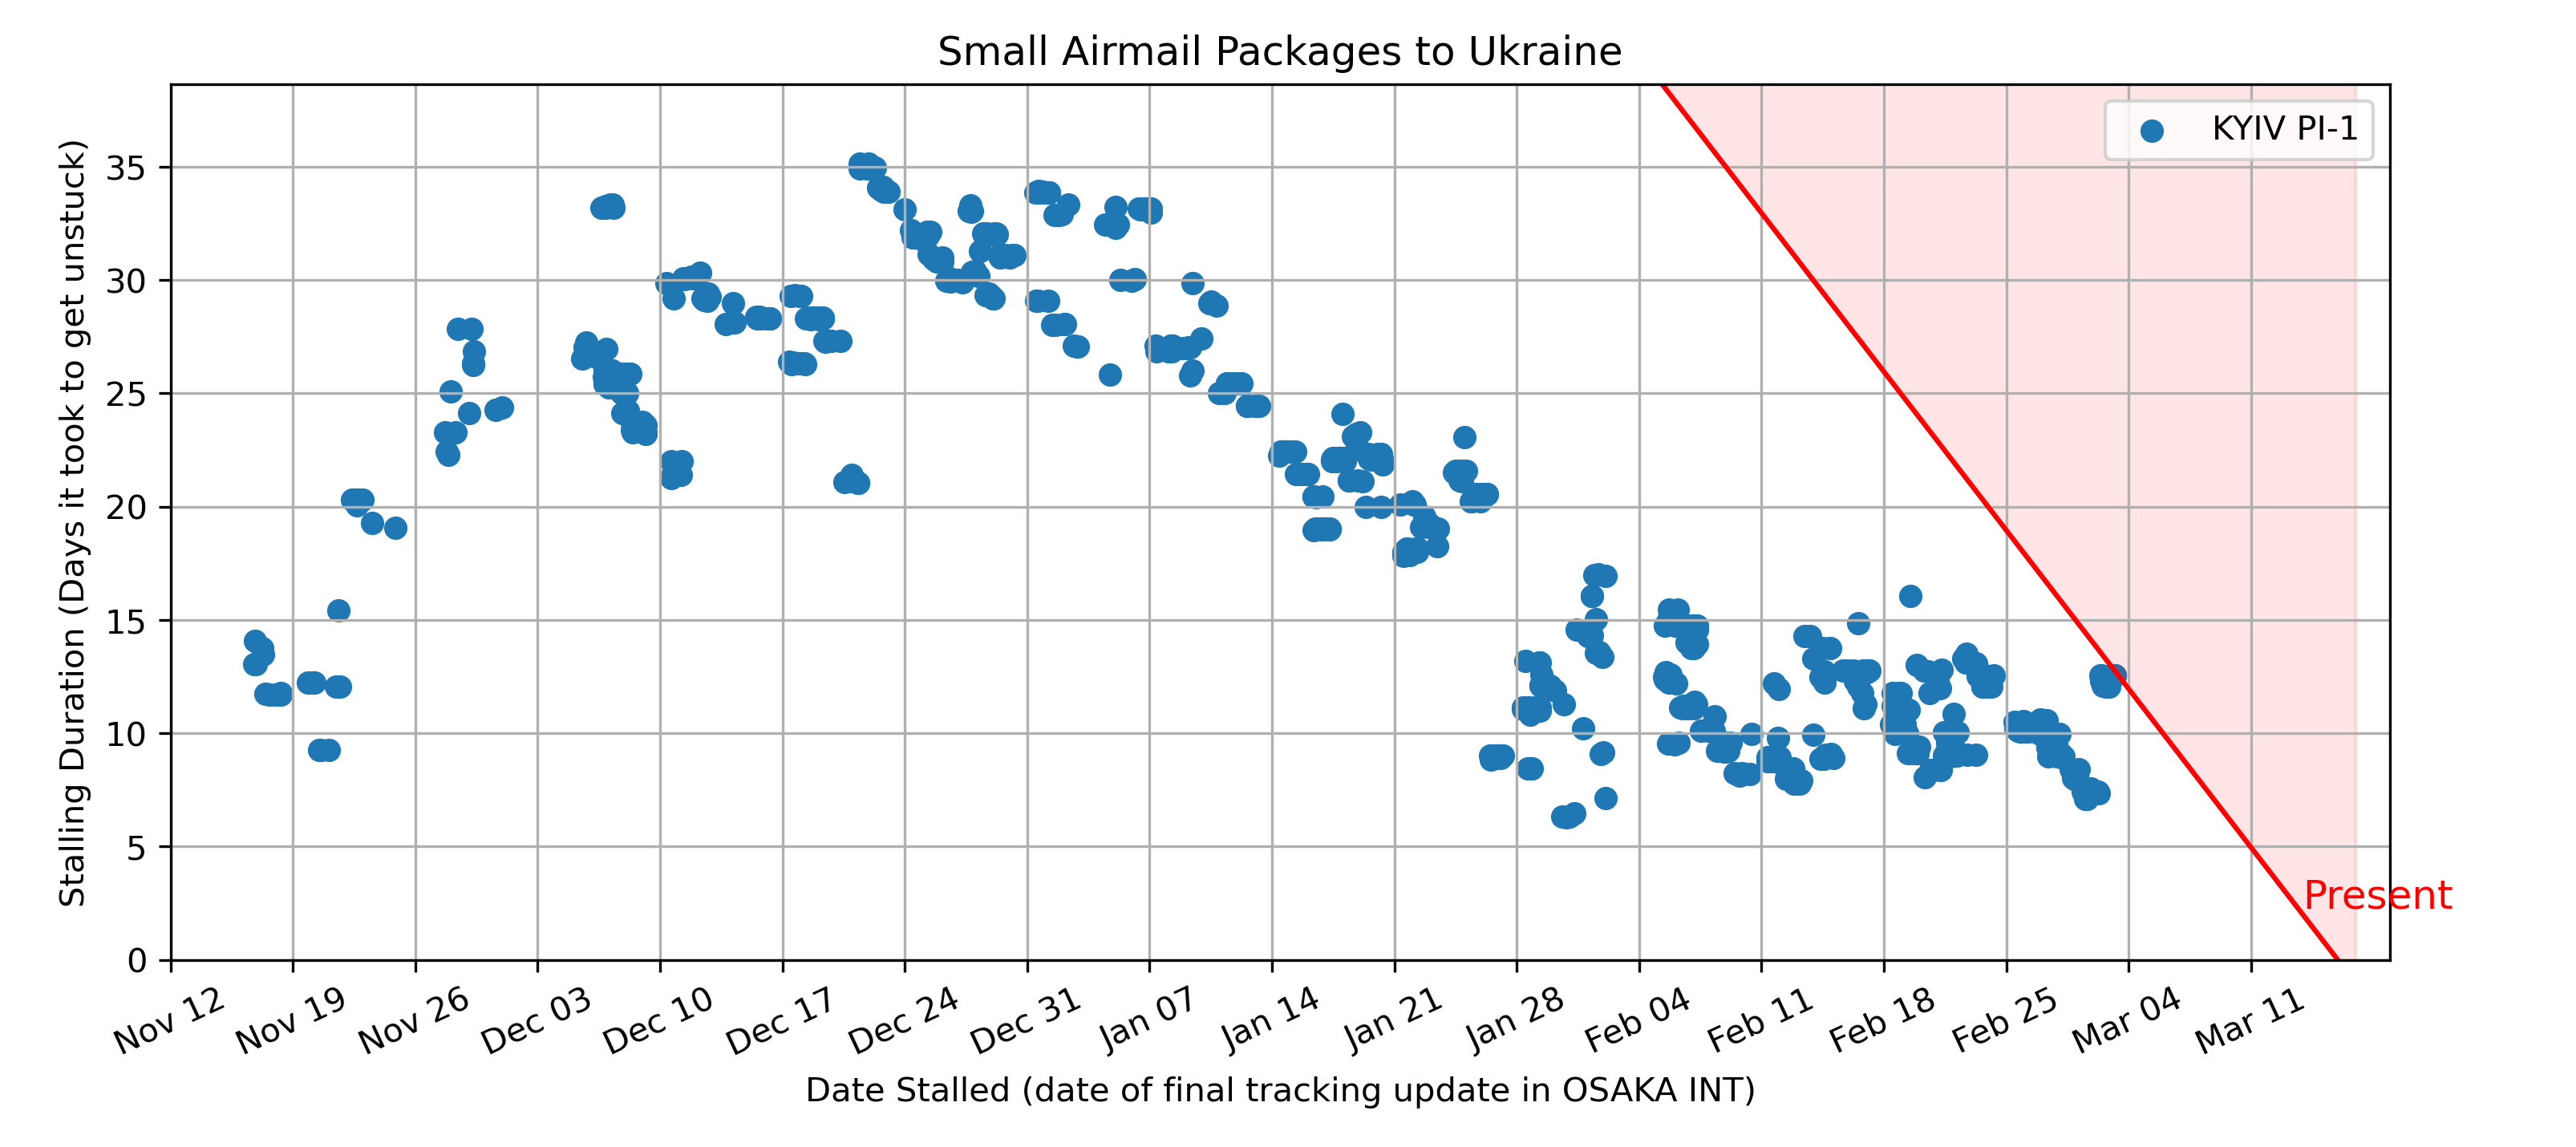 Small Airmail Packages to Ukraine
KYIV PI-1
Stalling Duration (Days it took to get unstuck)
35
30
25
20
15
10
5
0
Present
Nov 12
Nov 19
Nov 26
Dec 03
Dec 10
Dec 17
Dec 24
Dec 31
Jan 07
Jan 14
Jan 21
Jan 28
Feb 04
Feb 11
Feb 18
Feb 25
Mar 04
Mar 11
Date Stalled (date of final tracking update in OSAKA INT)